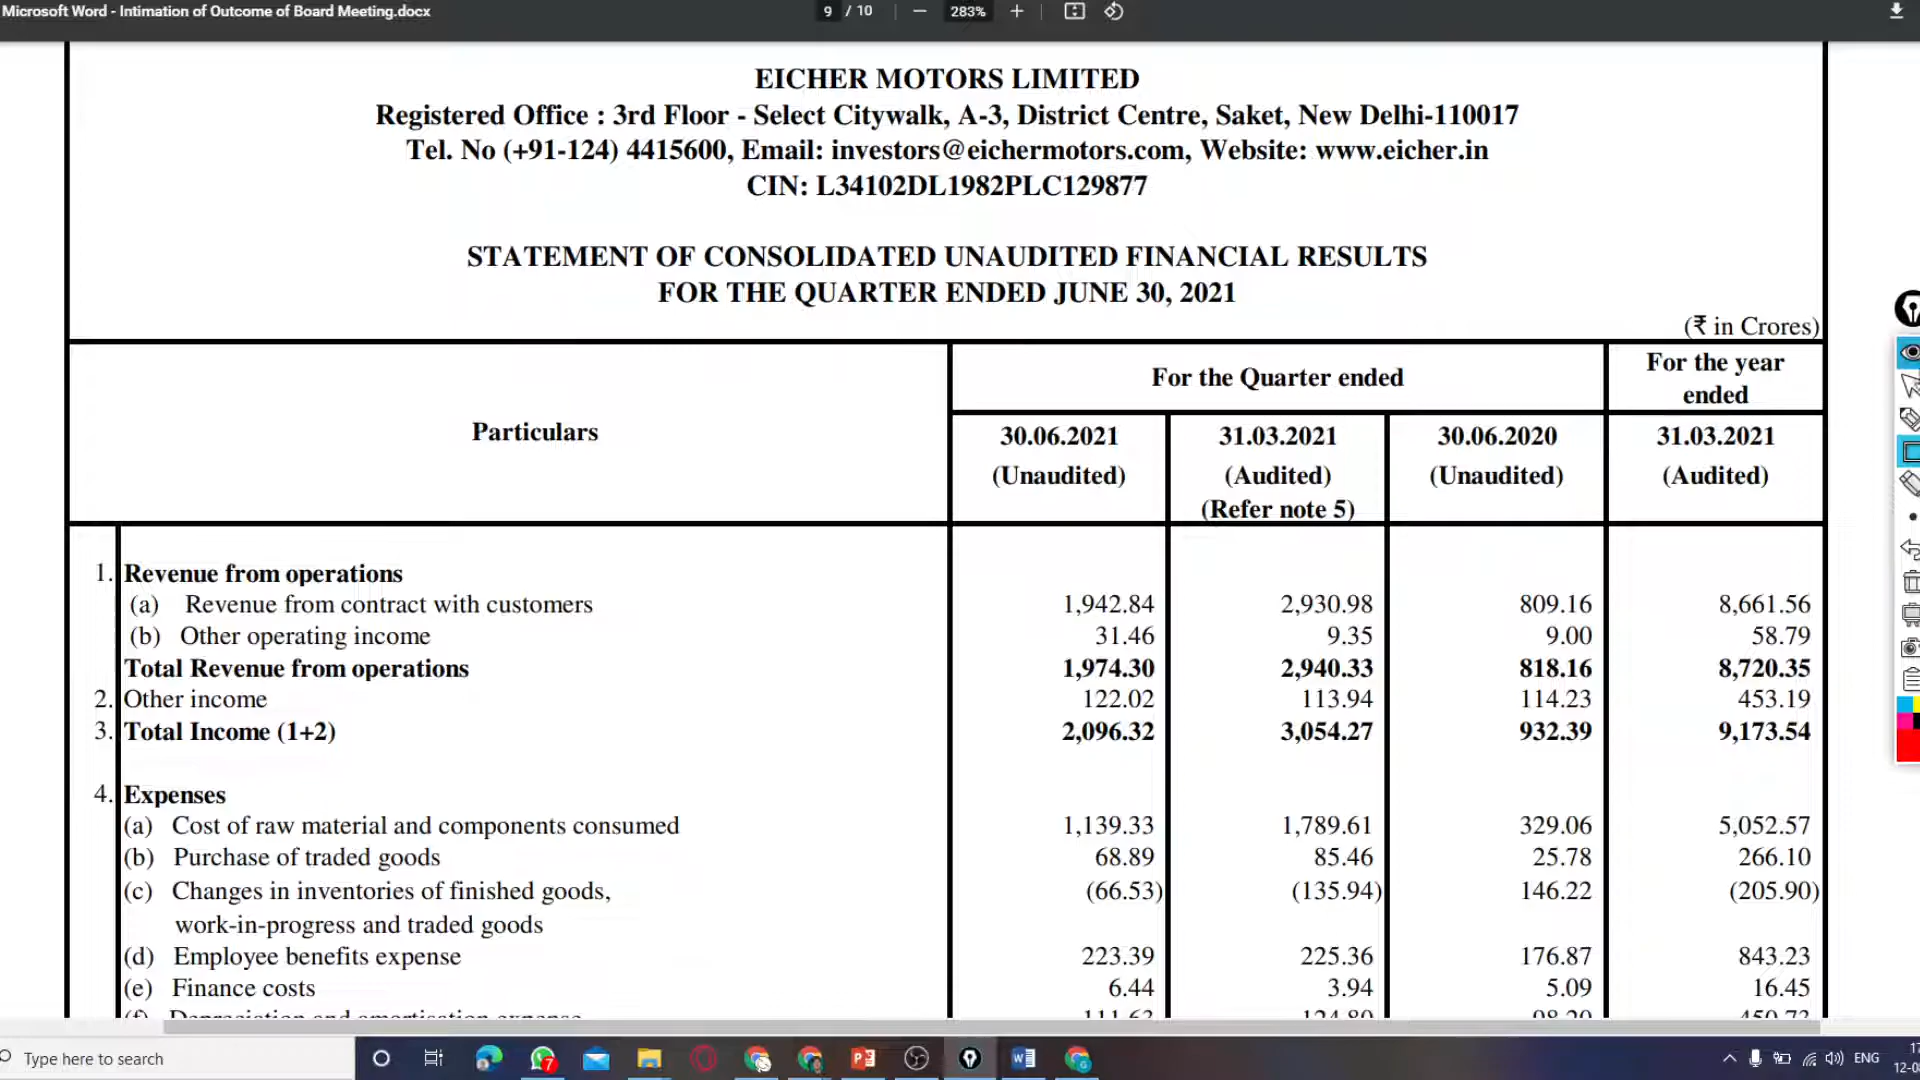 Microsoft Word - Intimation of Outcome of Board Meeting.docx
9 / 10 283%
EICHER MOTORS LIMITED
Registered Office : 3rd Floor - Select Citywalk, A-3, District Centre, Saket, New Delhi-110017
Tel. No (+91-124) 4415600, Email: investors@eichermotors.com, Website: www.eicher.in
CIN: L34102DL1982PLC129877
STATEMENT OF CONSOLIDATED UNAUDITED FINANCIAL RESULTS
FOR THE QUARTER ENDED JUNE 30, 2021
(₹ in Crores)
Particulars
For the Quarter ended
For the year
ended
30.06.2021 31.03.2021 30.06.2020 31.03.2021
(Unaudited) (Audited) (Unaudited) (Audited)
(Refer note 5)
1. Revenue from operations
(a) Revenue from contract with customers 1,942.84 2,930.98 809.16 8,661.56
(b) Other operating income 31.46 9.35 9.00 58.79
Total Revenue from operations 1,974.30 2,940.33 818.16 8,720.35
2. Other income 122.02 113.94 114.23 453.19
3. Total Income (1+2) 2,096.32 3,054.27 932.39 9,173.54
4. Expenses
(a) Cost of raw material and components consumed 1,139.33 1,789.61 329.06 5,052.57
(b) Purchase of traded goods 68.89 85.46 25.78 266.10
(c) Changes in inventories of finished goods, (66.53) (135.94) 146.22 (205.90)
work-in-progress and traded goods
(d) Employee benefits expense 223.39 225.36 176.87 843.23
(e) Finance costs 6.44 3.94 5.09 16.45
(f) Depreciation and amortisation expense
Type here to search
7
ENG